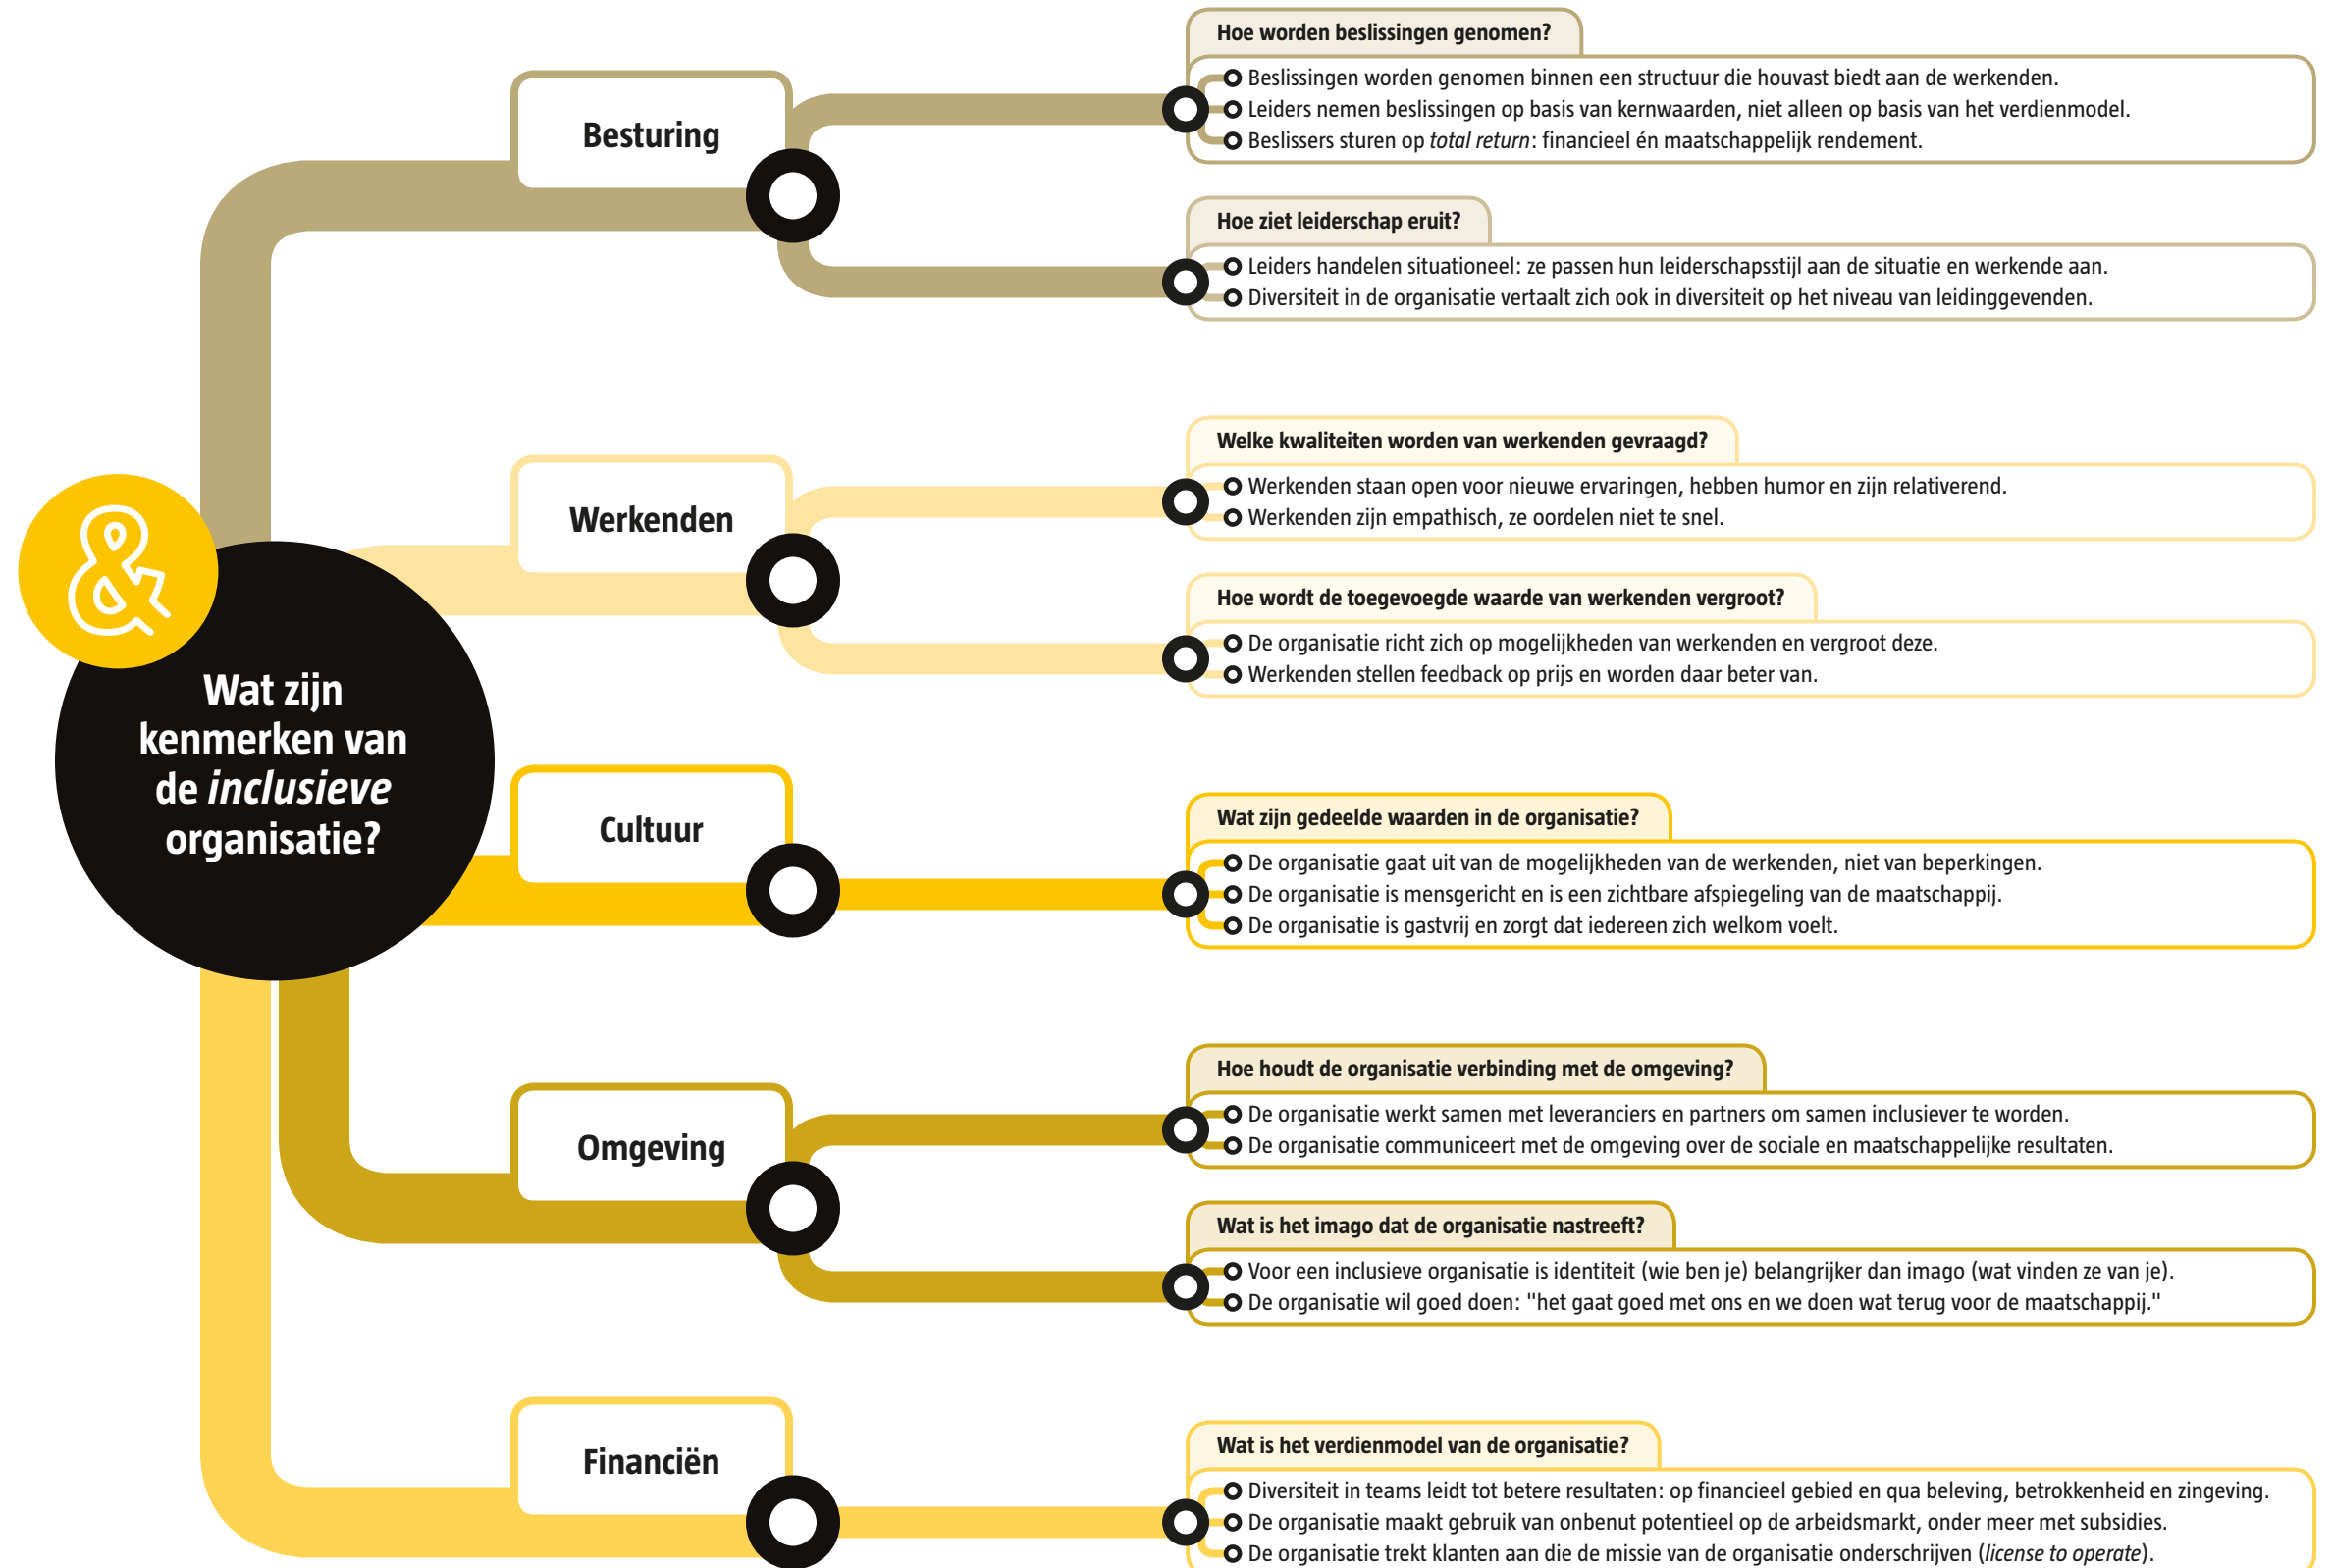 Wat zijn
kenmerken van
de inclusieve
organisatie?
Besturing
Hoe worden beslissingen genomen?
Beslissingen worden genomen binnen een structuur die houvast biedt aan de werkenden.
Leiders nemen beslissingen op basis van kernwaarden, niet alleen op basis van het verdienmodel.
Beslissers sturen op total return: financieel én maatschappelijk rendement.
Hoe ziet leiderschap eruit?
Leiders handelen situationeel: ze passen hun leiderschapsstijl aan de situatie en werkende aan.
Diversiteit in de organisatie vertaalt zich ook in diversiteit op het niveau van leidinggevenden.
Werkenden
Welke kwaliteiten worden van werkenden gevraagd?
Werkenden staan open voor nieuwe ervaringen, hebben humor en zijn relativerend.
Werkenden zijn empathisch, ze oordelen niet te snel.
Hoe wordt de toegevoegde waarde van werkenden vergroot?
De organisatie richt zich op mogelijkheden van werkenden en vergroot deze.
Werkenden stellen feedback op prijs en worden daar beter van.
Cultuur
Wat zijn gedeelde waarden in de organisatie?
De organisatie gaat uit van de mogelijkheden van de werkenden, niet van beperkingen.
De organisatie is mensgericht en is een zichtbare afspiegeling van de maatschappij.
De organisatie is gastvrij en zorgt dat iedereen zich welkom voelt.
Omgeving
Hoe houdt de organisatie verbinding met de omgeving?
De organisatie werkt samen met leveranciers en partners om samen inclusiever te worden.
De organisatie communiceert met de omgeving over de sociale en maatschappelijke resultaten.
Wat is het imago dat de organisatie nastreeft?
Voor een inclusieve organisatie is identiteit (wie ben je) belangrijker dan imago (wat vinden ze van je).
De organisatie wil goed doen: "het gaat goed met ons en we doen wat terug voor de maatschappij."
Financiën
Wat is het verdienmodel van de organisatie?
Diversiteit in teams leidt tot betere resultaten: op financieel gebied en qua beleving, betrokkenheid en zingeving.
De organisatie maakt gebruik van onbenut potentieel op de arbeidsmarkt, onder meer met subsidies.
De organisatie trekt klanten aan die de missie van de organisatie onderschrijven (license to operate).